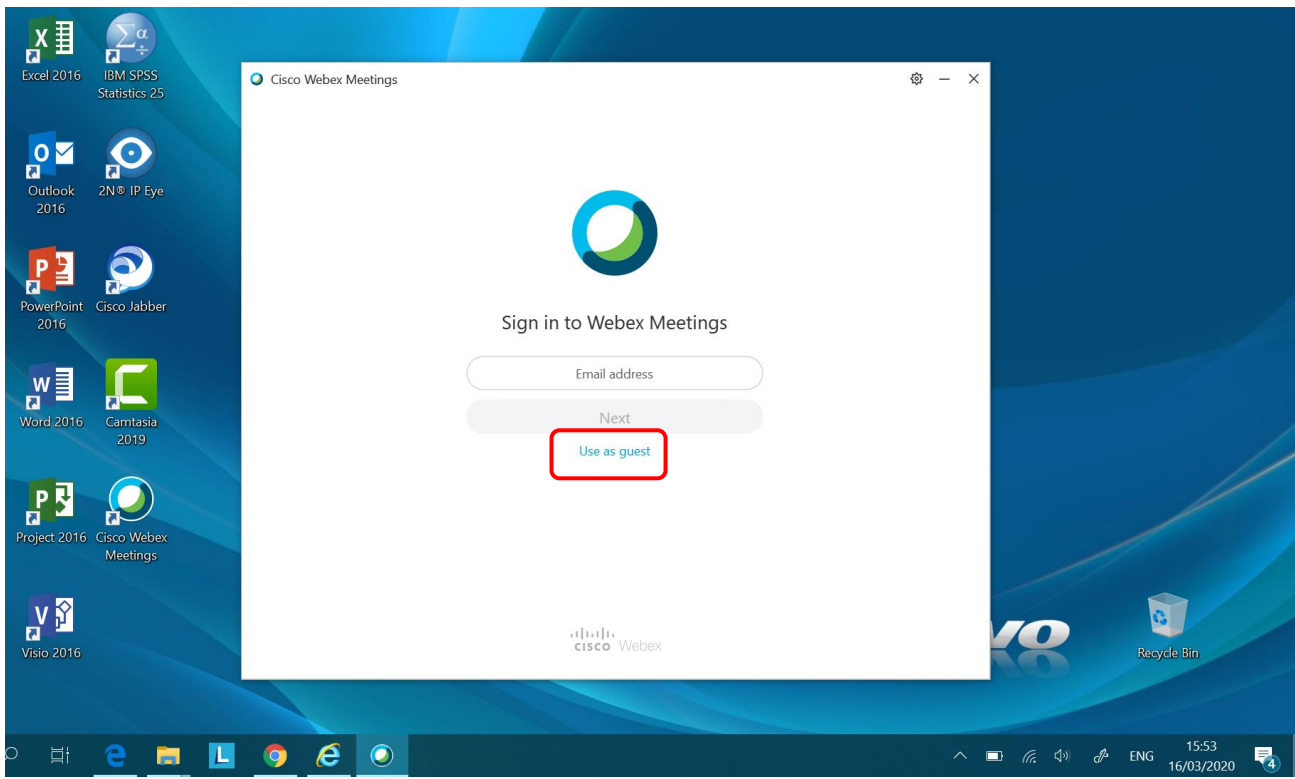 Excel 2016
IBM SPSS
Statistics 25
Outlook
2016
2N® IP Eye
PowerPoint
2016
Cisco Jabber
Word 2016
Camtasia
2019
Project 2016
Cisco Webex
Meetings
Visio 2016
Cisco Webex Meetings
Sign in to Webex Meetings
Email address
Next
Use as guest
cisco Webex
Recycle Bin
ENG
15:53
16/03/2020
4